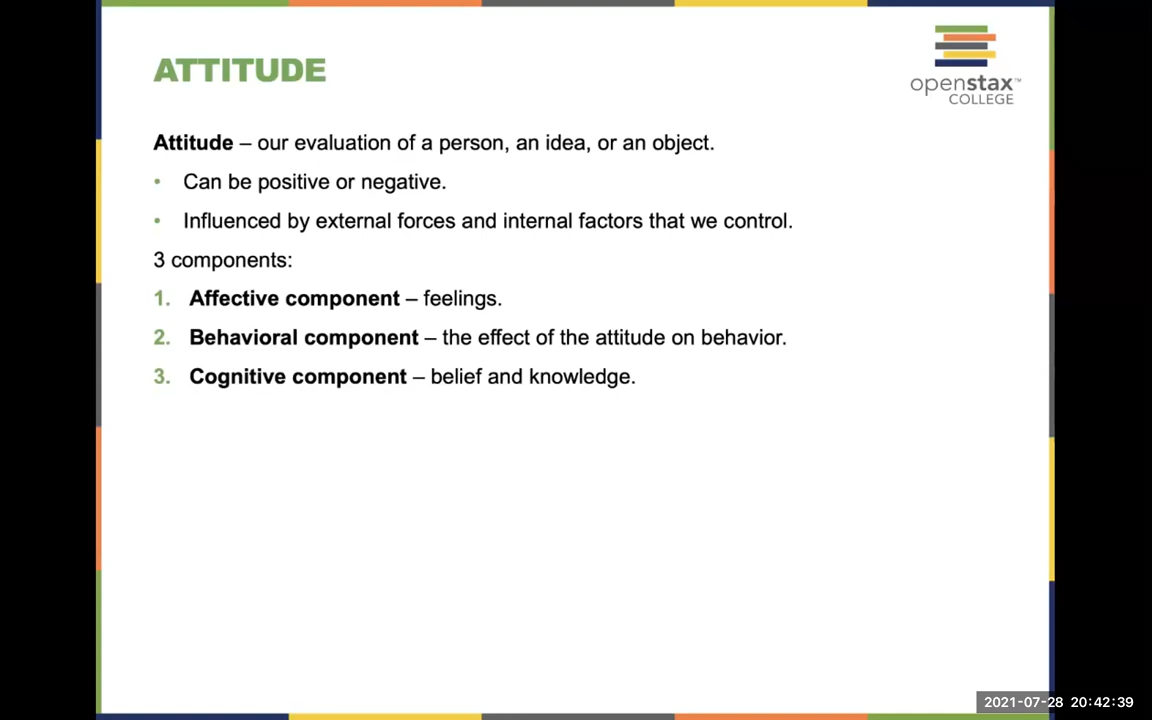 ATTITUDE
openstax™
COLLEGE
Attitude – our evaluation of a person, an idea, or an object.
• Can be positive or negative.
• Influenced by external forces and internal factors that we control.
3 components:
1. Affective component – feelings.
2. Behavioral component – the effect of the attitude on behavior.
3. Cognitive component – belief and knowledge.
2021-07-28 20:42:39